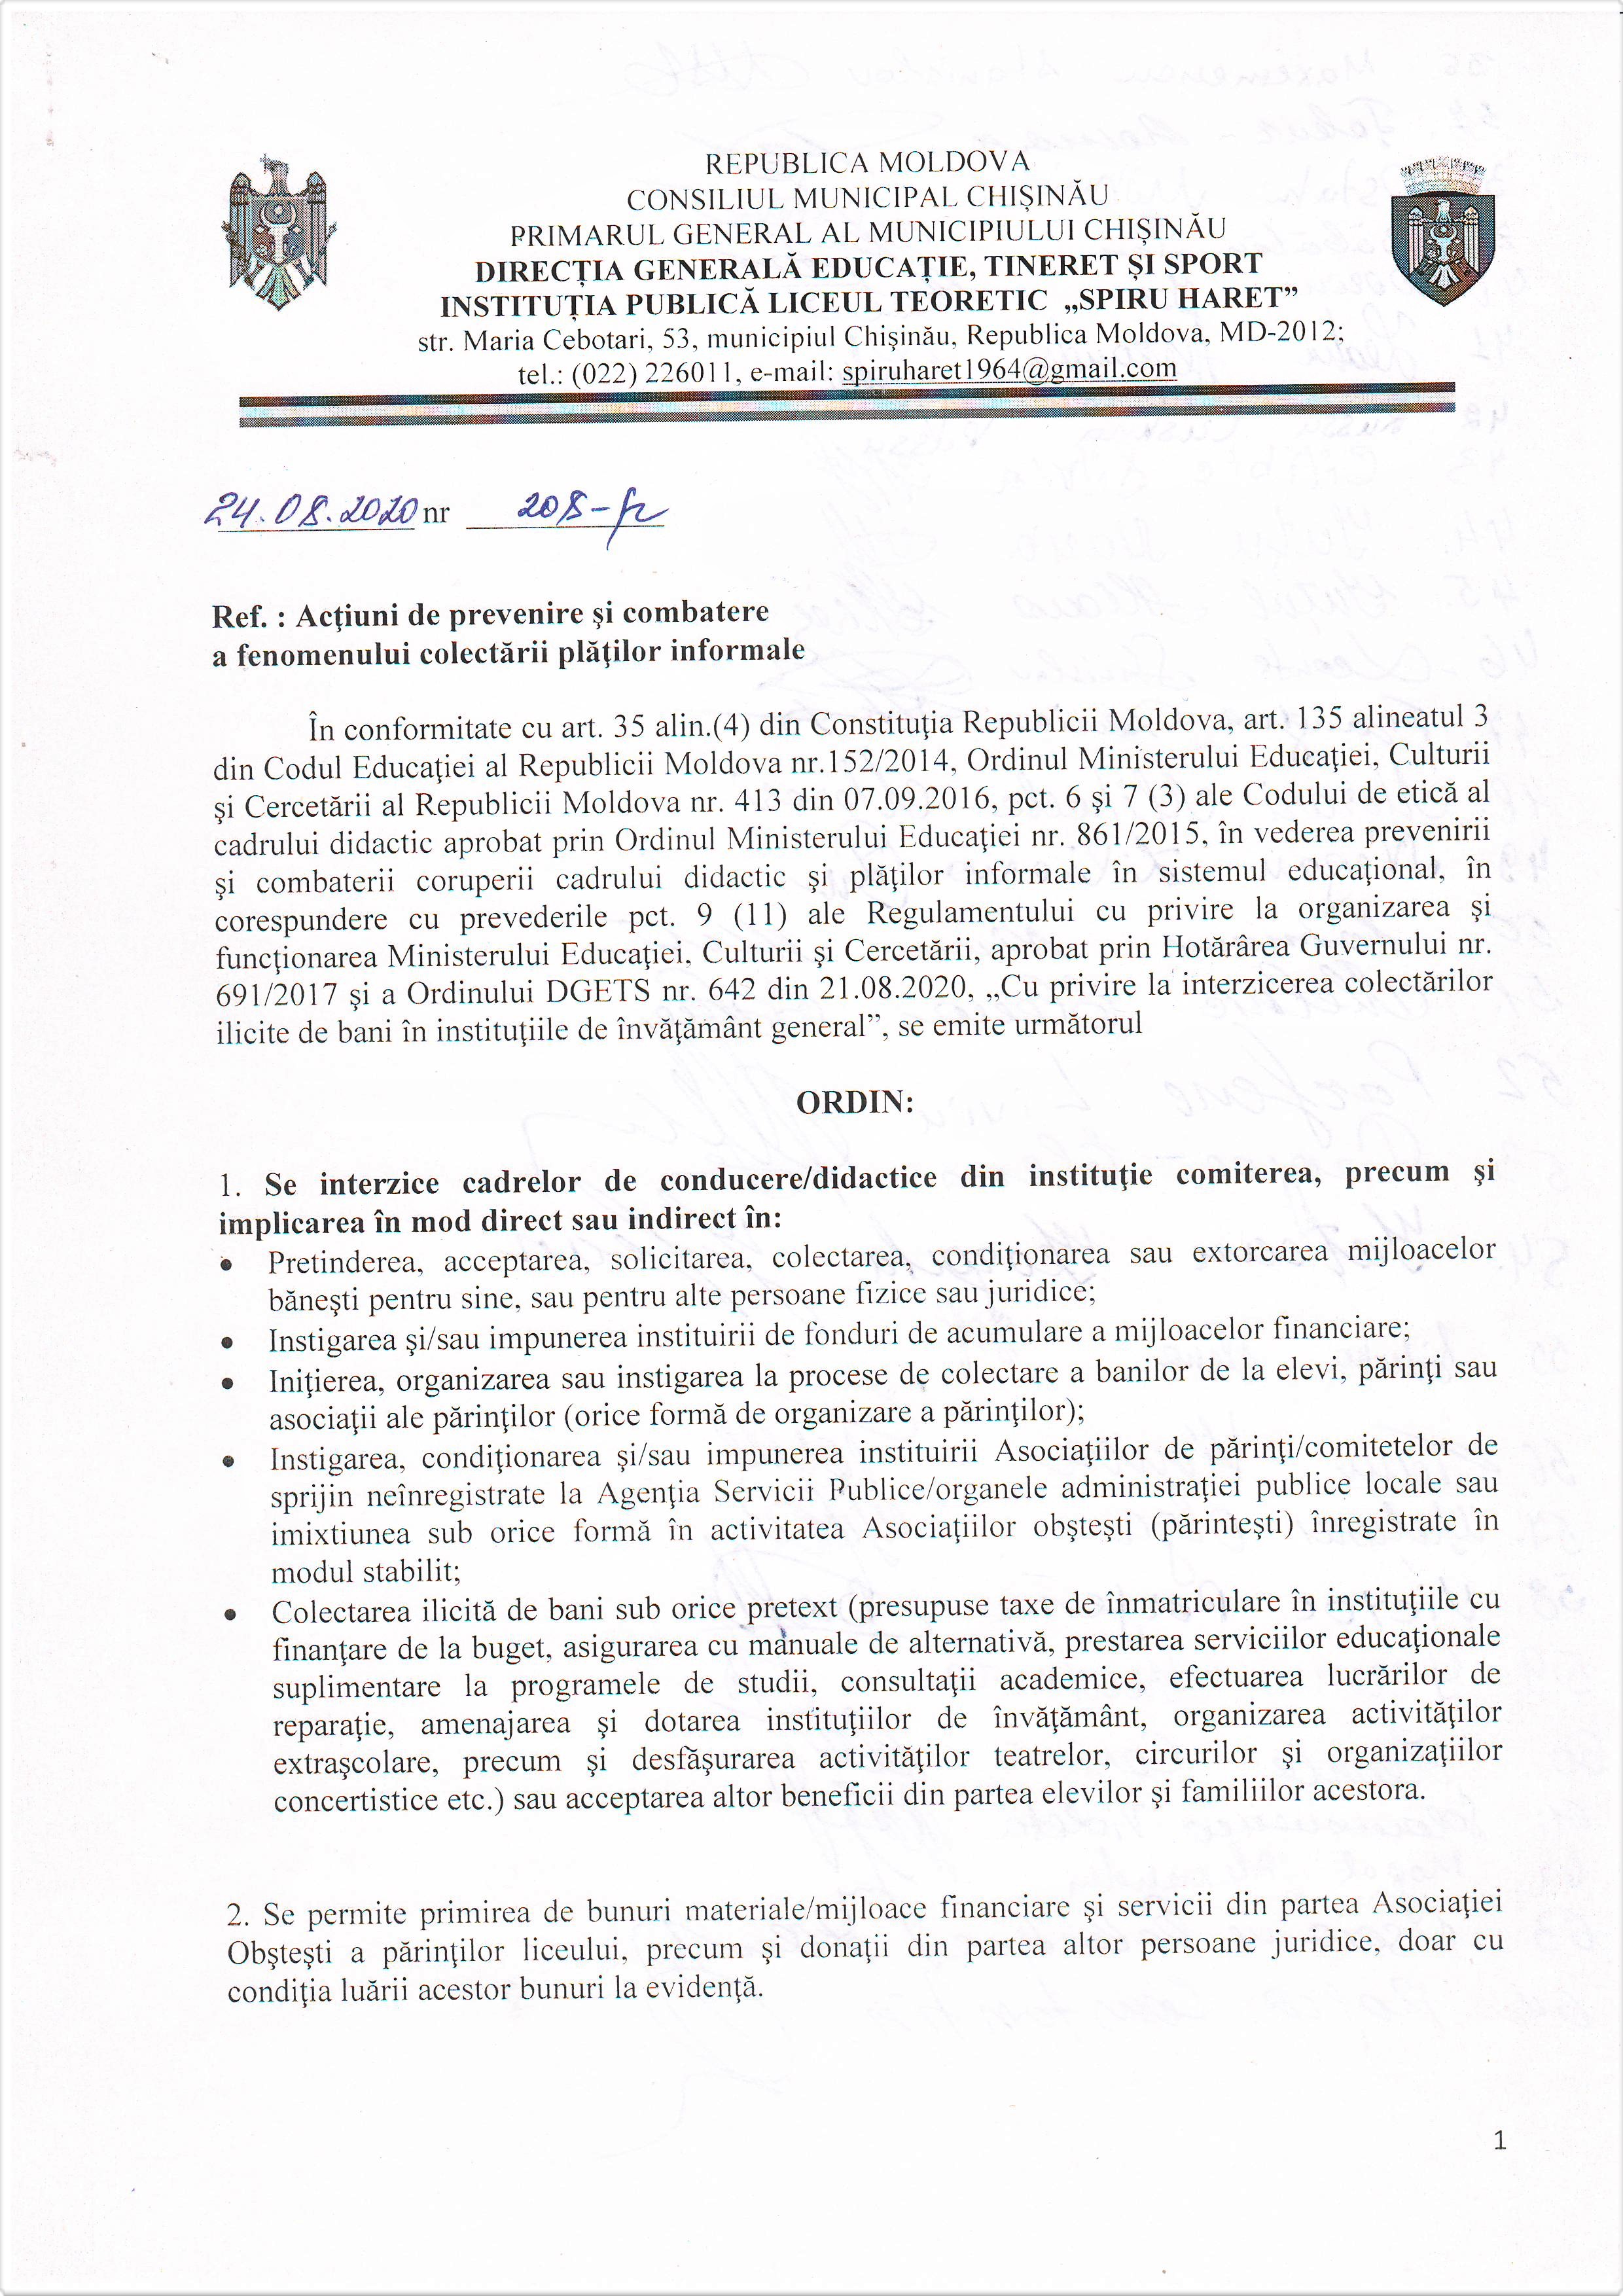 REPUBLICA MOLDOVA
CONSILIUL MUNICIPAL CHIȘINĂU
PRIMARUL GENERAL AL MUNICIPIULUI CHIȘINĂU
DIRECȚIA GENERALĂ EDUCAȚIE, TINERET ȘI SPORT
INSTITUȚIA PUBLICĂ LICEUL TEORETIC „SPIRU HARET”
str. Maria Cebotari, 53, municipiul Chişinău, Republica Moldova, MD-2012;
tel.: (022) 226011, e-mail: spiruharet1964@gmail.com
24.08.2020 nr 208-
Ref. : Acţiuni de prevenire şi combatere
a fenomenului colectării plăţilor informale
În conformitate cu art. 35 alin.(4) din Constituţia Republicii Moldova, art. 135 alineatul 3
din Codul Educaţiei al Republicii Moldova nr.152/2014, Ordinul Ministerului Educaţiei, Culturii
şi Cercetării al Republicii Moldova nr. 413 din 07.09.2016, pct. 6 şi 7 (3) ale Codului de etică al
cadrului didactic aprobat prin Ordinul Ministerului Educaţiei nr. 861/2015, în vederea prevenirii
şi combaterii coruperii cadrului didactic şi plăţilor informale în sistemul educaţional, în
corespundere cu prevederile pct. 9 (11) ale Regulamentului cu privire la organizarea şi
funcţionarea Ministerului Educaţiei, Culturii şi Cercetării, aprobat prin Hotărârea Guvernului nr.
691/2017 și a Ordinului DGETS nr. 642 din 21.08.2020, „Cu privire la interzicerea colectărilor
ilicite de bani în instituţiile de învăţământ general”, se emite următorul
ORDIN:
1. Se interzice cadrelor de conducere/didactice din instituţie comiterea, precum şi
implicarea în mod direct sau indirect în:
• Pretinderea, acceptarea, solicitarea, colectarea, condiţionarea sau extorcarea mijloacelor
băneşti pentru sine, sau pentru alte persoane fizice sau juridice;
• Instigarea şi/sau impunerea instituirii de fonduri de acumulare a mijloacelor financiare;
• Iniţierea, organizarea sau instigarea la procese de colectare a banilor de la elevi, părinţi sau
asociaţii ale părinţilor (orice formă de organizare a părinţilor);
• Instigarea, condiţionarea şi/sau impunerea instituirii Asociaţiilor de părinţi/comitetelor de
sprijin neînregistrate la Agenţia Servicii Publice/organele administraţiei publice locale sau
imixtiunea sub orice formă în activitatea Asociaţiilor obşteşti (părinteşti) înregistrate în
modul stabilit;
• Colectarea ilicită de bani sub orice pretext (presupuse taxe de înmatriculare în instituţiile cu
finanţare de la buget, asigurarea cu manuale de alternativă, prestarea serviciilor educaţionale
suplimentare la programele de studii, consultaţii academice, efectuarea lucrărilor de
reparaţie, amenajarea şi dotarea instituţiilor de învăţământ, organizarea activităţilor
extraşcolare, precum şi desfăşurarea activităţilor teatrelor, circurilor şi organizaţiilor
concertistice etc.) sau acceptarea altor beneficii din partea elevilor şi familiilor acestora.
2. Se permite primirea de bunuri materiale/mijloace financiare şi servicii din partea Asociaţiei
Obşteşti a părinţilor liceului, precum şi donaţii din partea altor persoane juridice, doar cu
condiţia luării acestor bunuri la evidenţă.
1